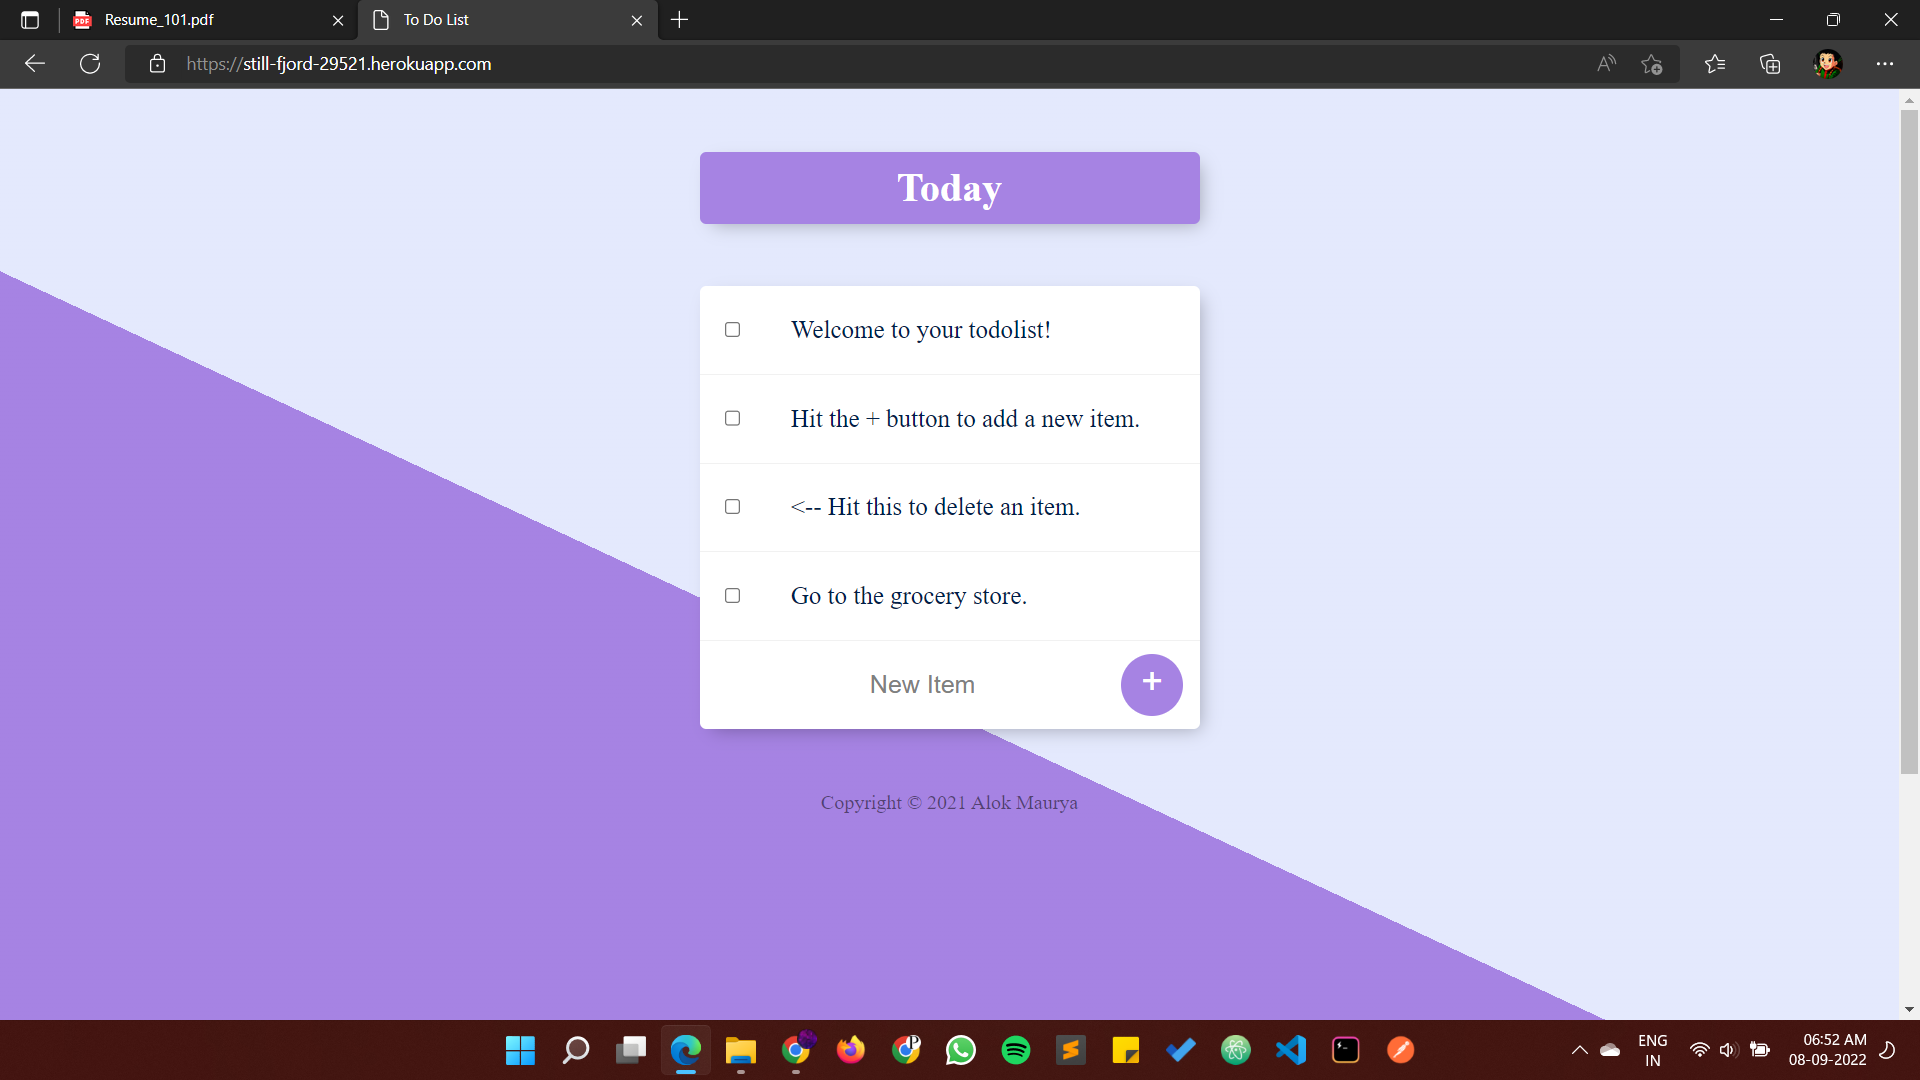 Resume_101.pdf
To Do List
https://still-fjord-29521.herokuapp.com
Today
Welcome to your todolist!
Hit the + button to add a new item.
<-- Hit this to delete an item.
Go to the grocery store.
New Item
+
Copyright © 2021 Alok Maurya
ENG
IN
06:52 AM
08-09-2022